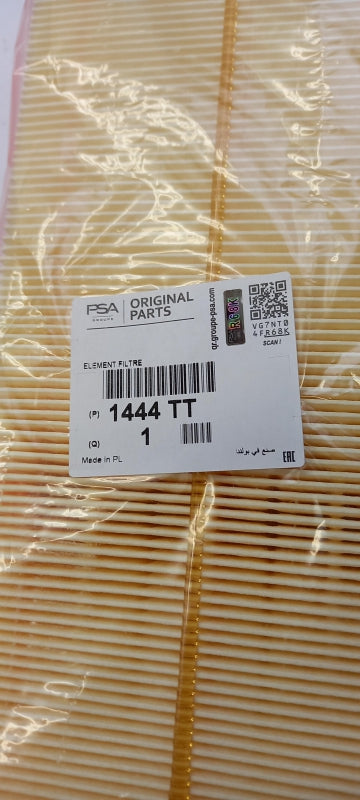 PSA
GROUPE
ORIGINAL
PARTS
qr.groupe-psa.com
R68K
VG7NT0
4FR68K
SCAN !
ELEMENT FILTRE
(P) 1444 TT
(Q) 1
Made in PL
صنع في بولندا
EAC